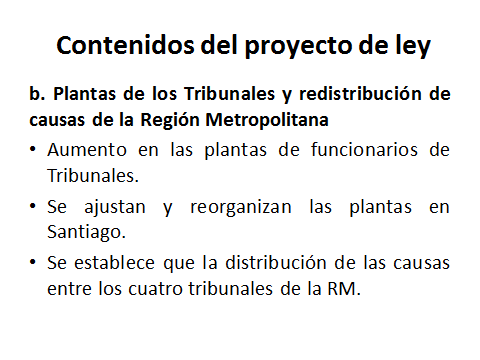 Contenidos del proyecto de ley
b. Plantas de los Tribunales y redistribución de
causas de la Región Metropolitana
• Aumento en las plantas de funcionarios de
Tribunales.
• Se ajustan y reorganizan las plantas en
Santiago.
• Se establece que la distribución de las causas
entre los cuatro tribunales de la RM.